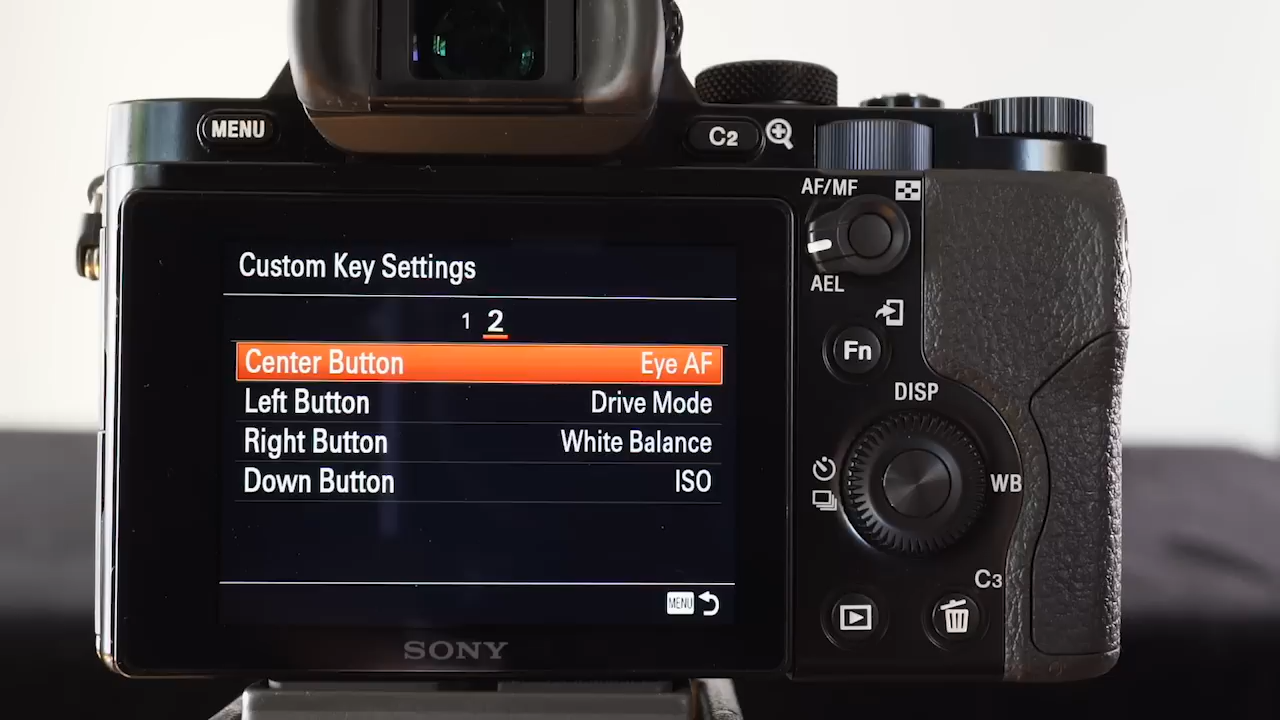 MENU
C2
AF/MF
AEL
Custom Key Settings
1 2
Center Button Eye AF
Left Button Drive Mode
Right Button White Balance
Down Button ISO
MENU
Fn
DISP
WB
C3
SONY